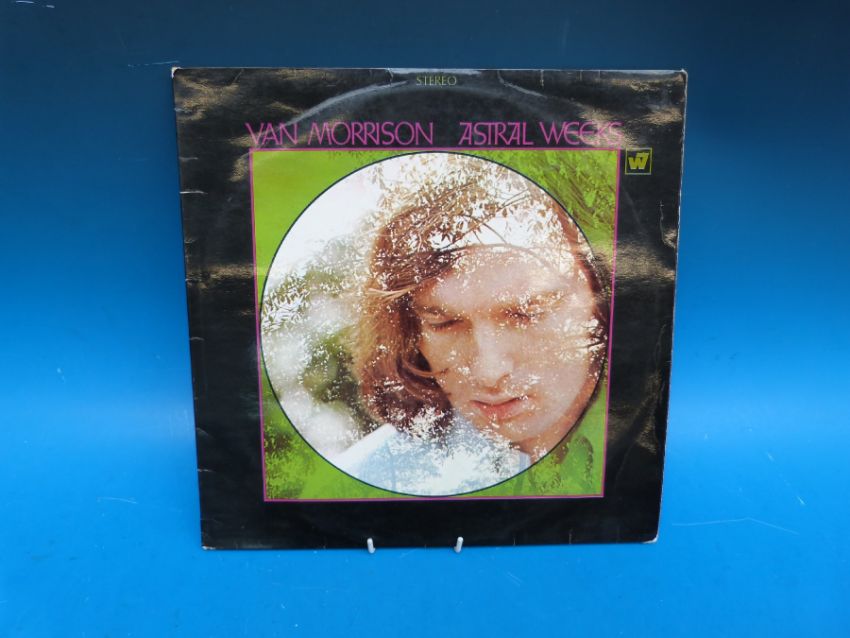 STEREO
VAN MORRISON ASTRAL WEEKS
W7